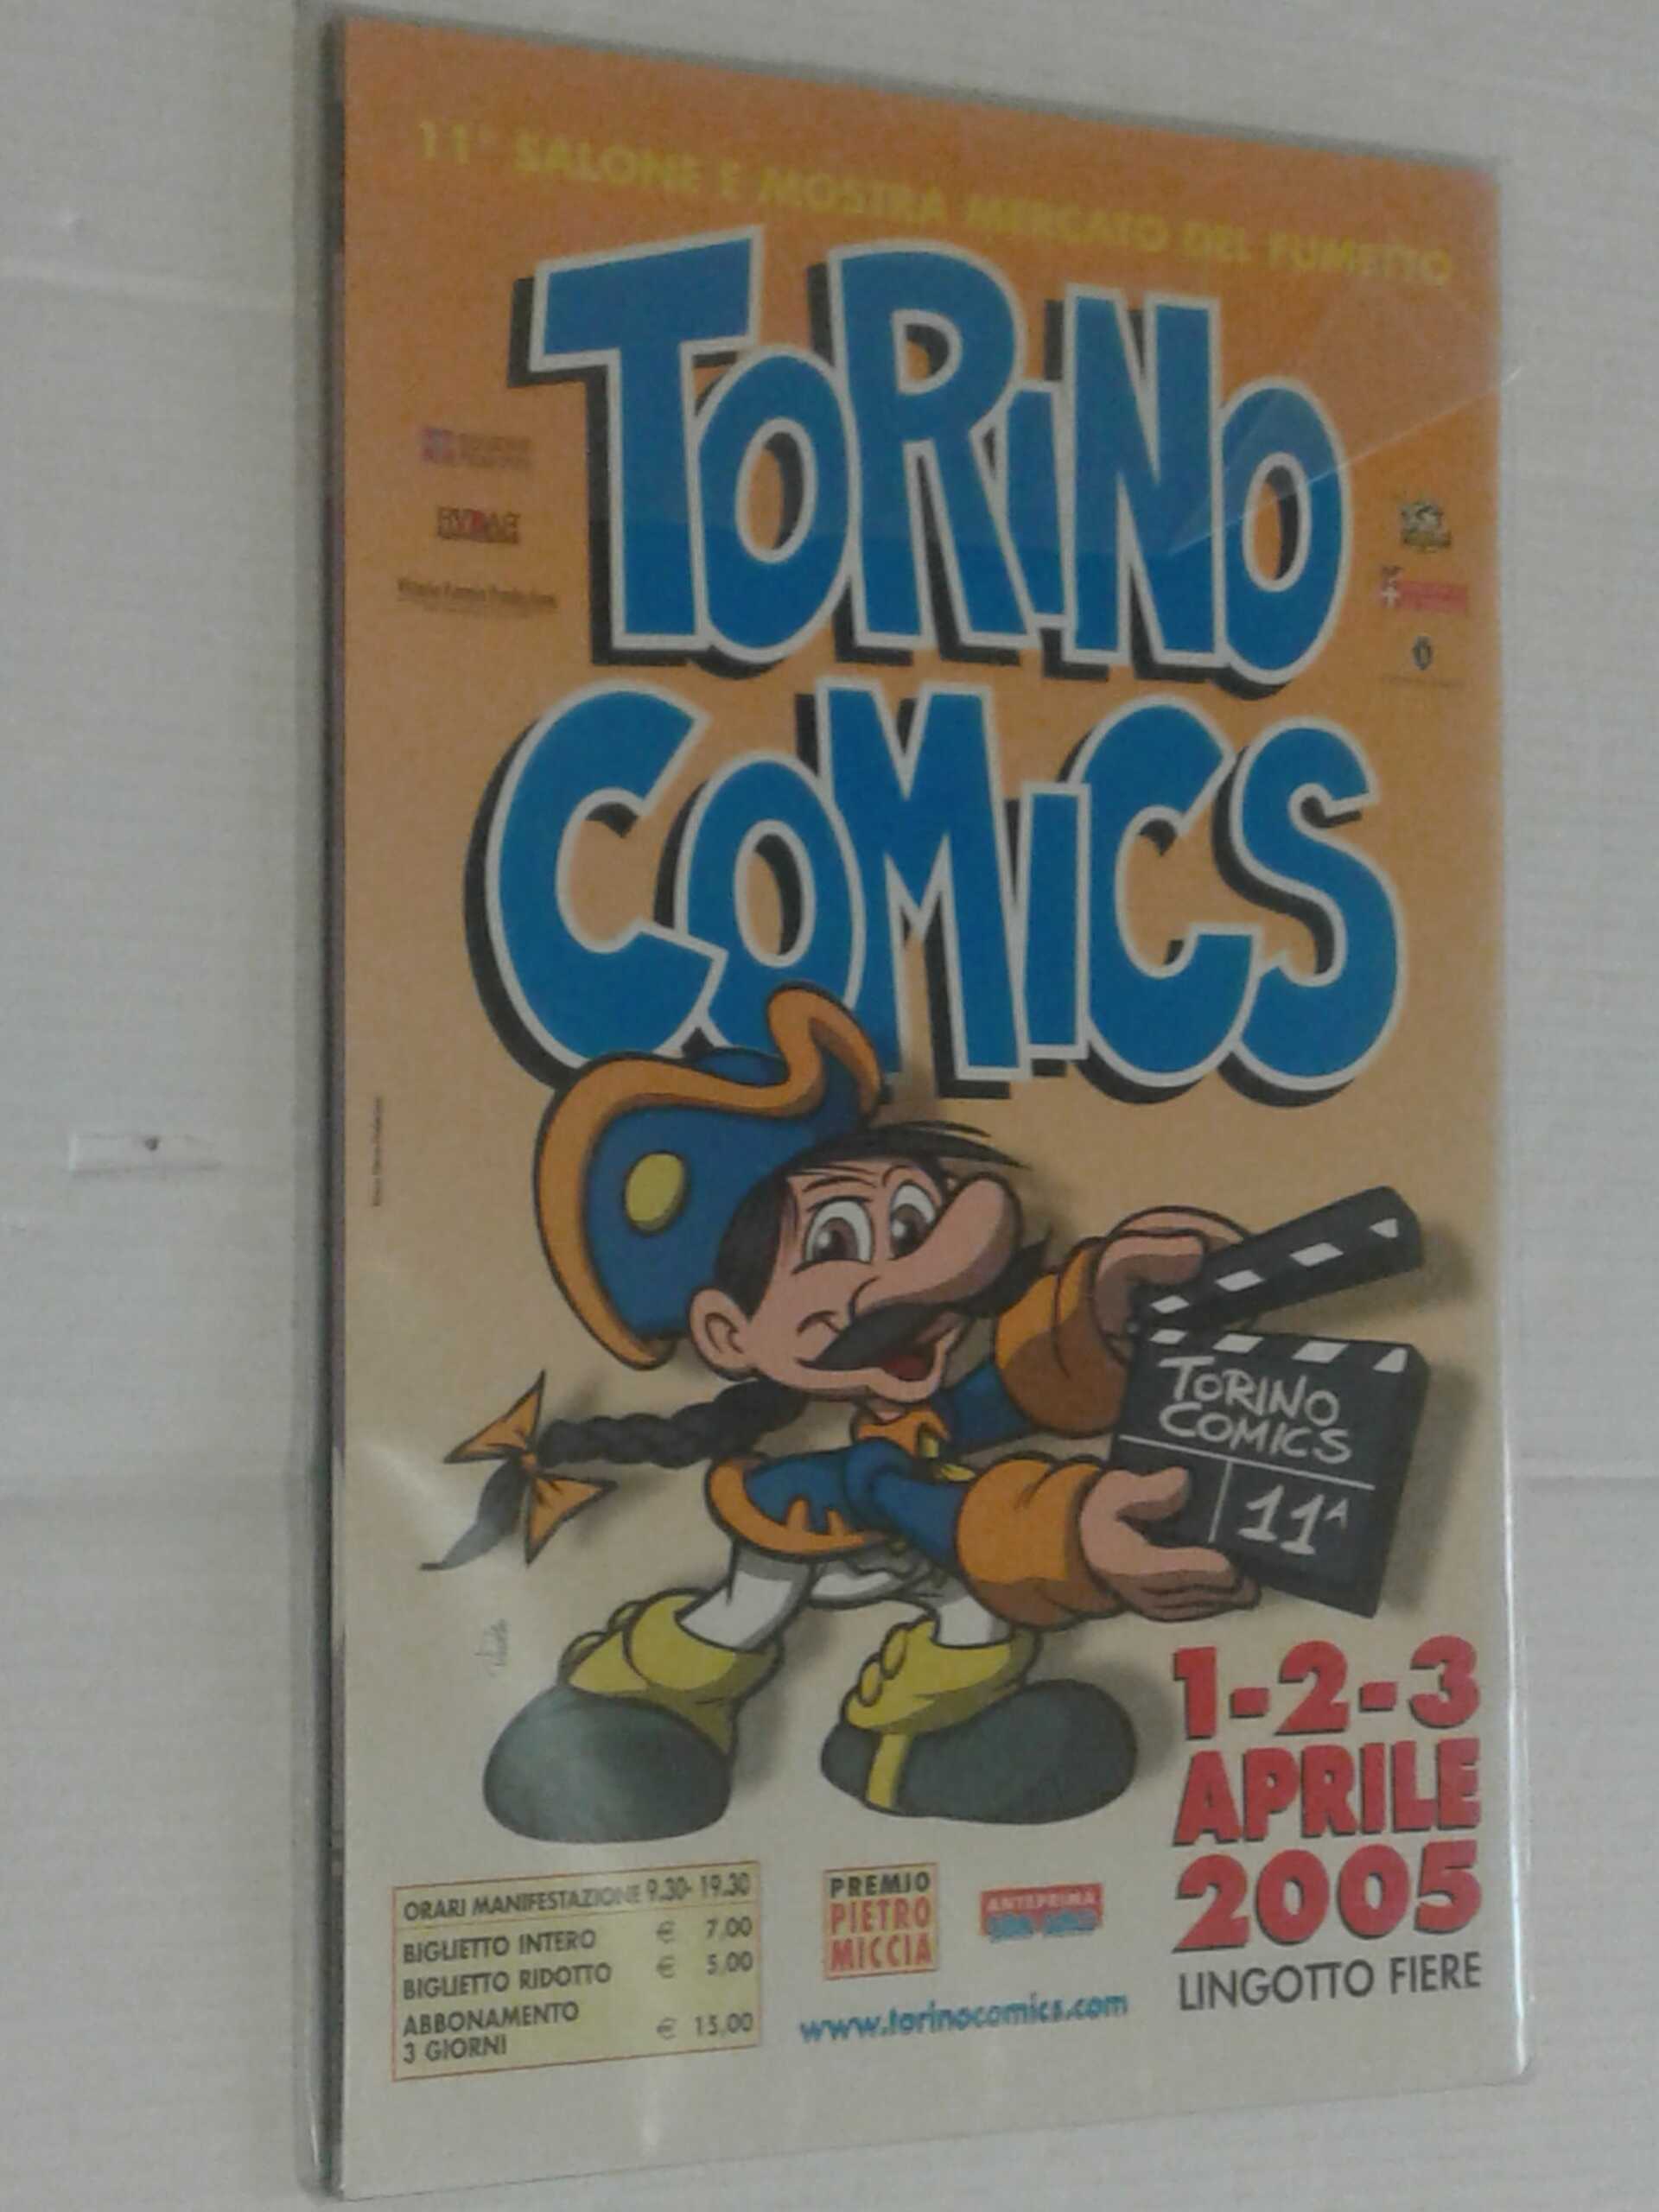 11° SALONE E MOSTRA MERCATO DEL FUMETTO
TORINO
COMICS
TORINO
COMICS
11A
1-2-3
APRILE
2005
LINGOTTO FIERE
ORARI MANIFESTAZIONE 9.30-19.30
BIGLIETTO INTERO € 7,00
BIGLIETTO RIDOTTO € 5,00
ABBONAMENTO
3 GIORNI € 15,00
PREMIO
PIETRO
MICCIA
ANTEPRIMA
www.torinocomics.com